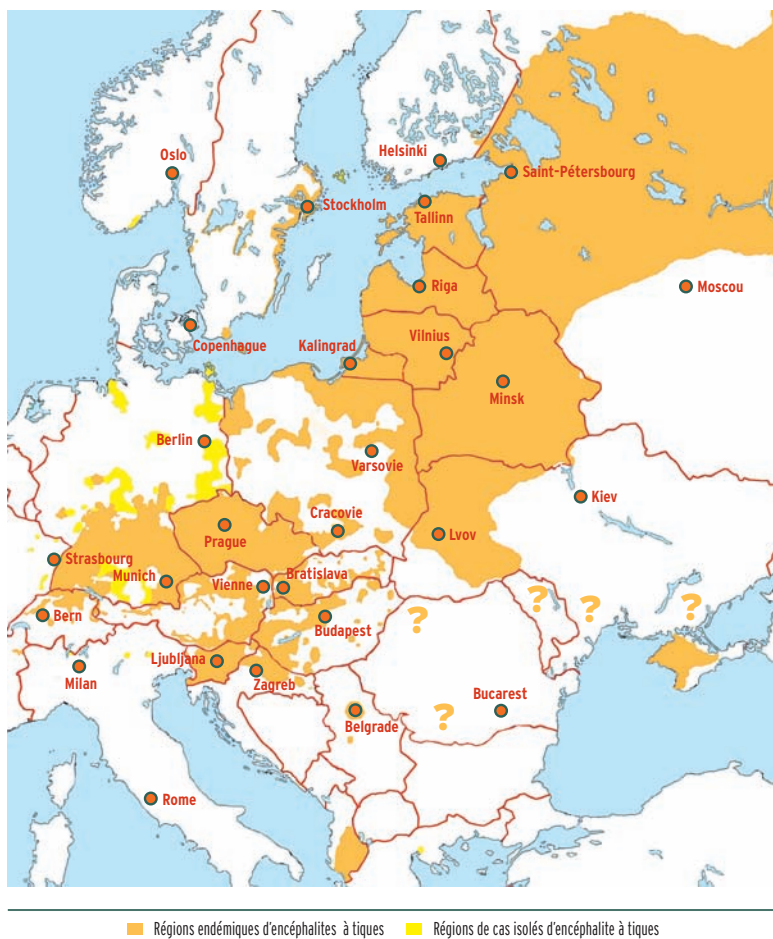 Oslo
Helsinki
Saint-Pétersbourg
Stockholm
Tallinn
Riga
Moscou
Copenhague
Kalingrad
Vilnius
Minsk
Berlin
Varsovie
Kiev
Cracovie
Prague
Lvov
Strasbourg
Munich
Vienne
Bratislava
Bern
Budapest
?
?
?
?
Ljubljana
Milan
Zagreb
Bucarest
?
Belgrade
Rome
Régions endémiques d'encéphalites à tiques
Régions de cas isolés d'encéphalite à tiques